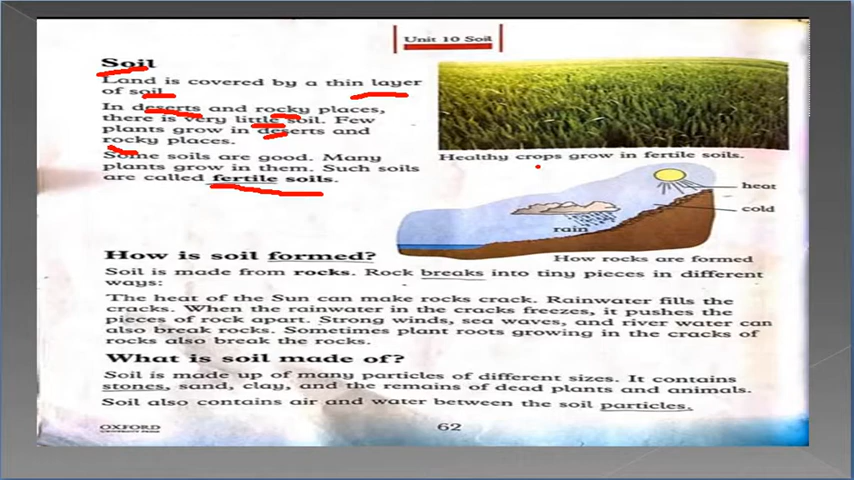 Unit 10 Soil
Soil
Land is covered by a thin layer
of soil.
In deserts and rocky places,
there is very little soil. Few
plants grow in deserts and
rocky places.
Some soils are good. Many
plants grow in them. Such soils
are called fertile soils.
Healthy crops grow in fertile soils.
heat
cold
rain
How rocks are formed
How is soil formed?
Soil is made from rocks. Rock breaks into tiny pieces in different
ways:
The heat of the Sun can make rocks crack. Rainwater fills the
cracks. When the rainwater in the cracks freezes, it pushes the
pieces of rock apart. Strong winds, sea waves, and river water can
also break rocks. Sometimes plant roots growing in the cracks of
rocks also break the rocks.
What is soil made of?
Soil is made up of many particles of different sizes. It contains
stones, sand, clay, and the remains of dead plants and animals.
Soil also contains air and water between the soil particles.
OXFORD
UNIVERSITY PRESS
62